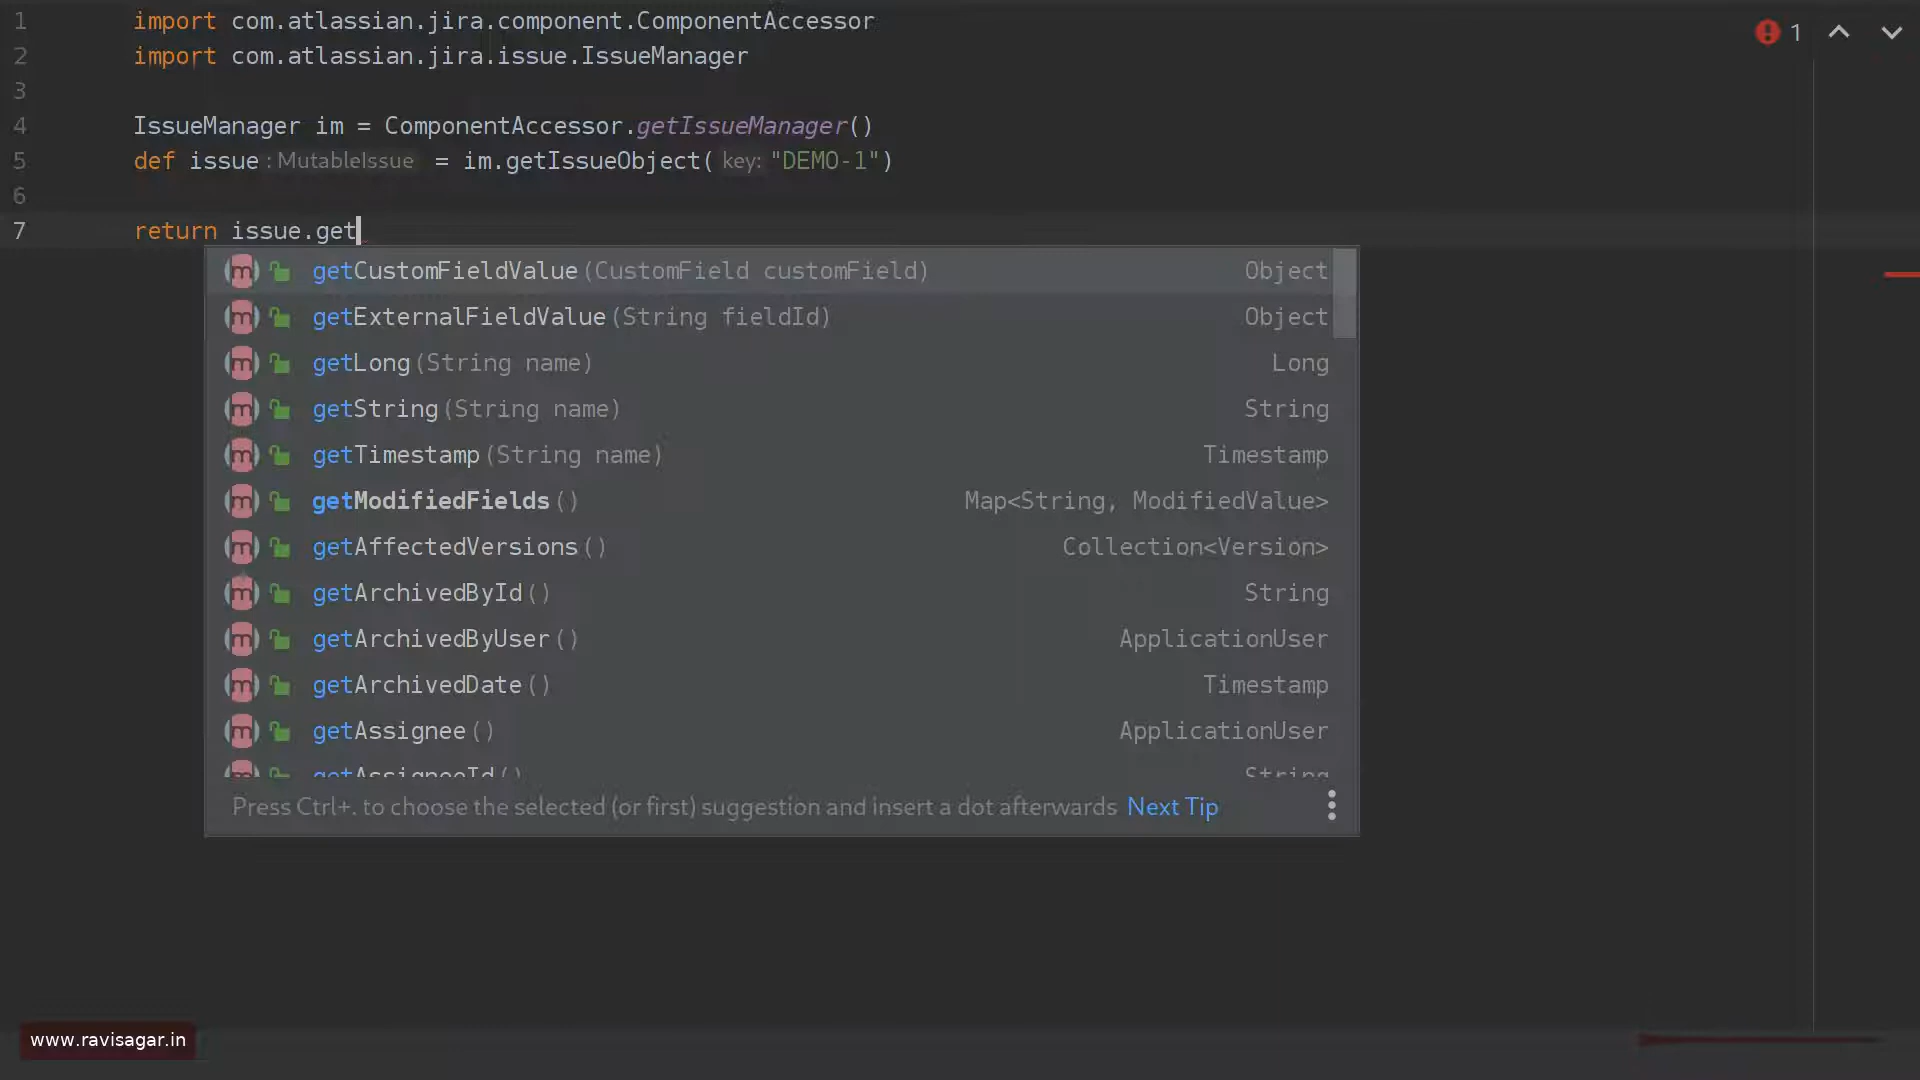 1 import com.atlassian.jira.component.ComponentAccessor
2 import com.atlassian.jira.issue.IssueManager
3
4 IssueManager im = ComponentAccessor.getIssueManager()
5 def issue : MutableIssue = im.getIssueObject( key: "DEMO-1")
6
7 return issue.get
1
m getCustomFieldValue(CustomField customField) Object
m getExternalFieldValue(String fieldId) Object
m getLong(String name) Long
m getString(String name) String
m getTimestamp(String name) Timestamp
m getModifiedFields() Map<String, ModifiedValue>
m getAffectedVersions() Collection<Version>
m getArchivedById() String
m getArchivedByUser() ApplicationUser
m getArchivedDate() Timestamp
m getAssignee() ApplicationUser
m getAssigneeId() String
Press Ctrl+. to choose the selected (or first) suggestion and insert a dot afterwards Next Tip
www.ravisagar.in